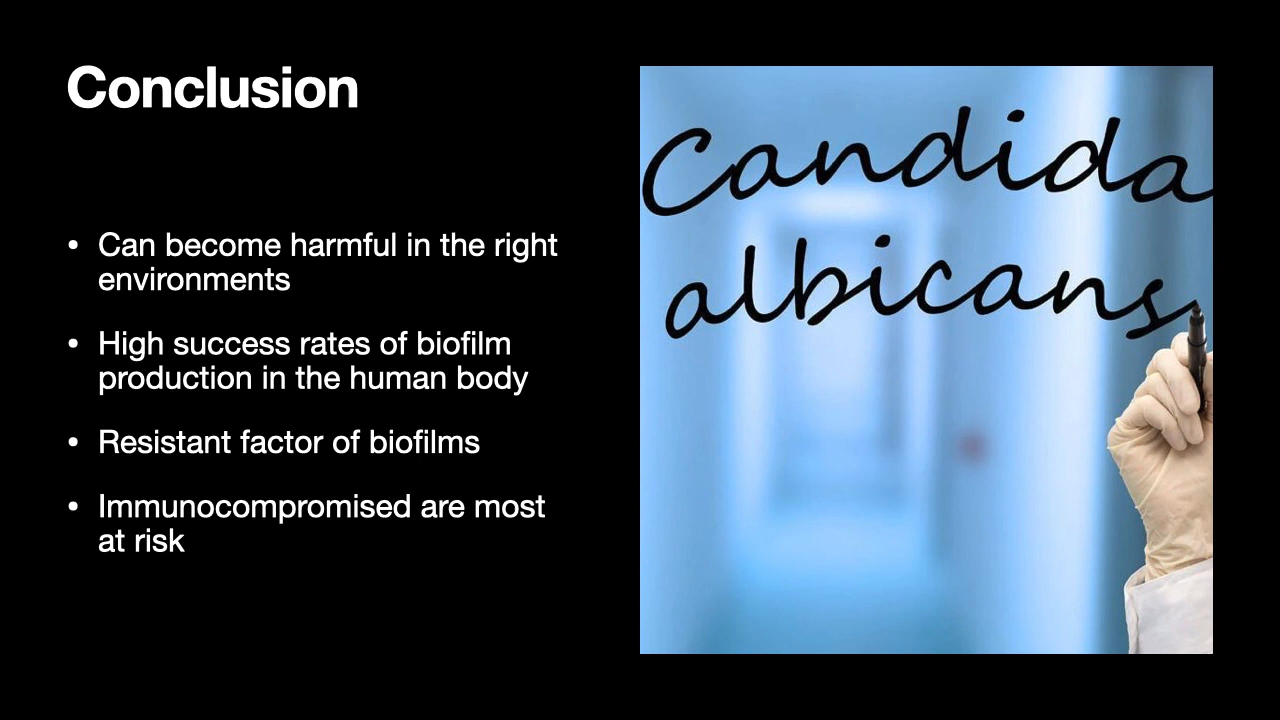 Conclusion
• Can become harmful in the right
environments
• High success rates of biofilm
production in the human body
• Resistant factor of biofilms
• Immunocompromised are most
at risk
Candida
albicans